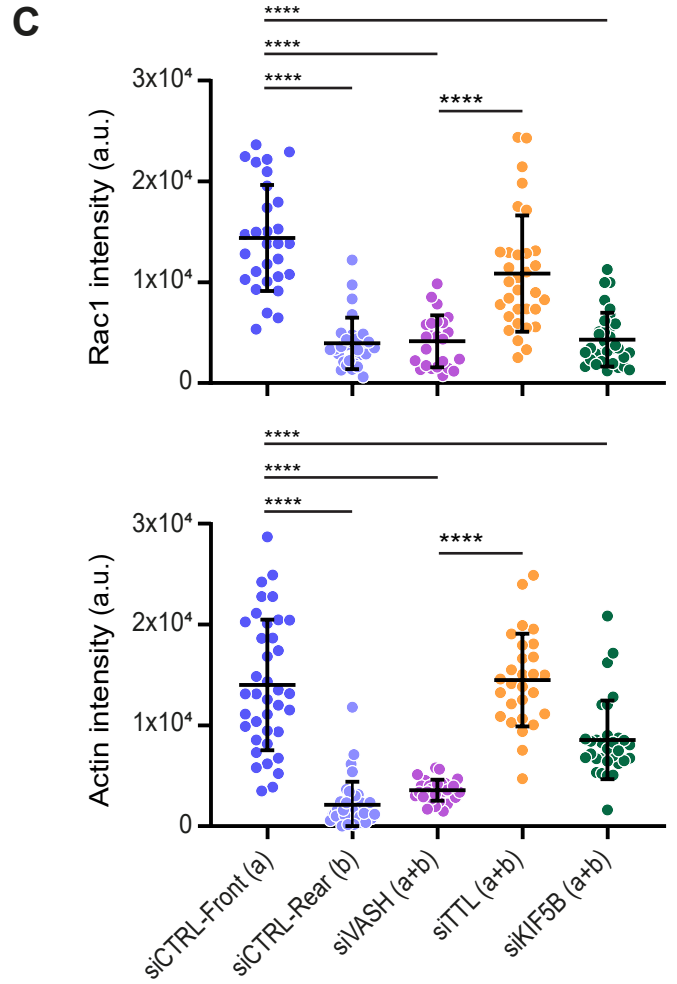 C
****
****
****
****
3x10⁴
2x10⁴
1x10⁴
0
Rac1 intensity (a.u.)
****
****
****
****
3x10⁴
2x10⁴
1x10⁴
0
Actin intensity (a.u.)
siCTRL-Front (a)
siCTRL-Rear (b)
siVASH (a+b)
siTTL (a+b)
siKIF5B (a+b)